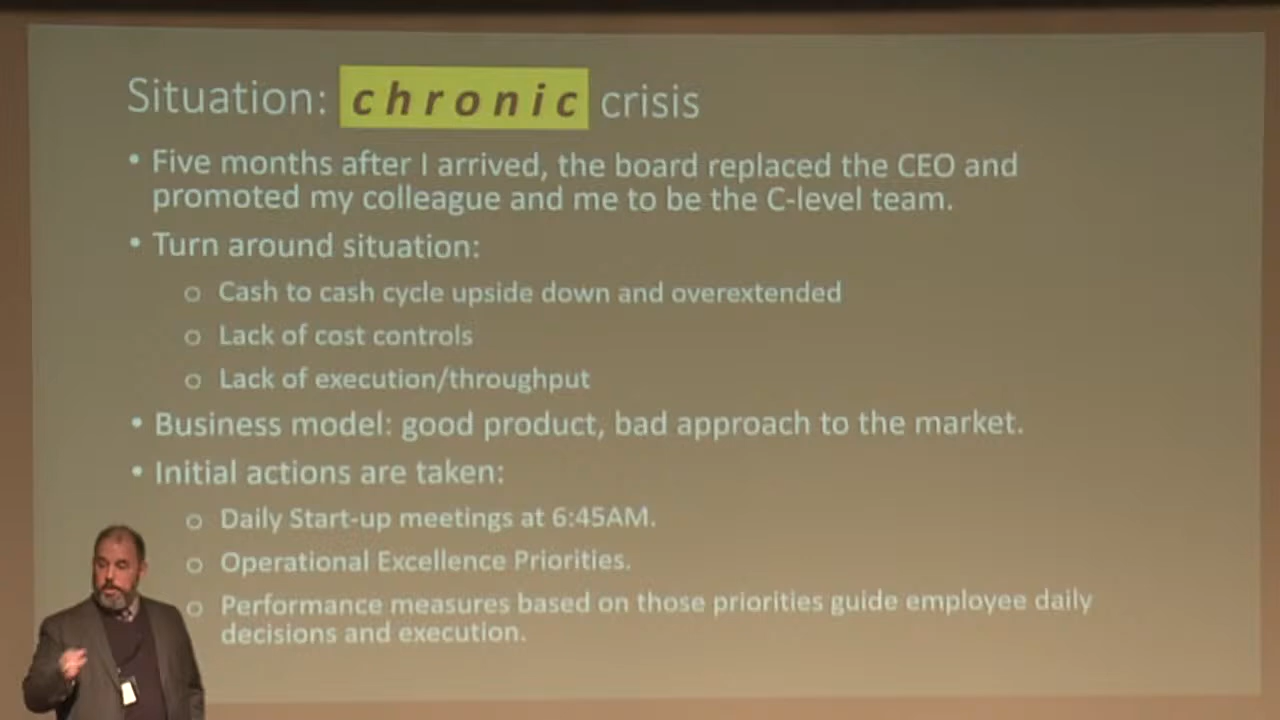 Situation: chronic crisis
• Five months after I arrived, the board replaced the CEO and
promoted my colleague and me to be the C-level team.
• Turn around situation:
o Cash to cash cycle upside down and overextended
o Lack of cost controls
o Lack of execution/throughput
• Business model: good product, bad approach to the market.
• Initial actions are taken:
o Daily Start-up meetings at 6:45AM.
o Operational Excellence Priorities.
o Performance measures based on those priorities guide employee daily
decisions and execution.